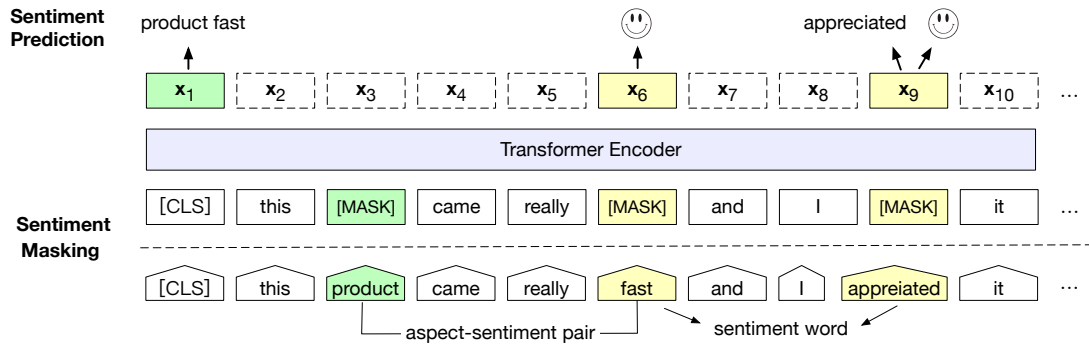 Sentiment Prediction
product fast
appreciated
x1 x2 x3 x4 x5 x6 x7 x8 x9 x10 ...
Transformer Encoder
[CLS] this [MASK] came really [MASK] and I [MASK] it ...
Sentiment Masking
[CLS] this product came really fast and I appreiated it ...
aspect-sentiment pair
sentiment word